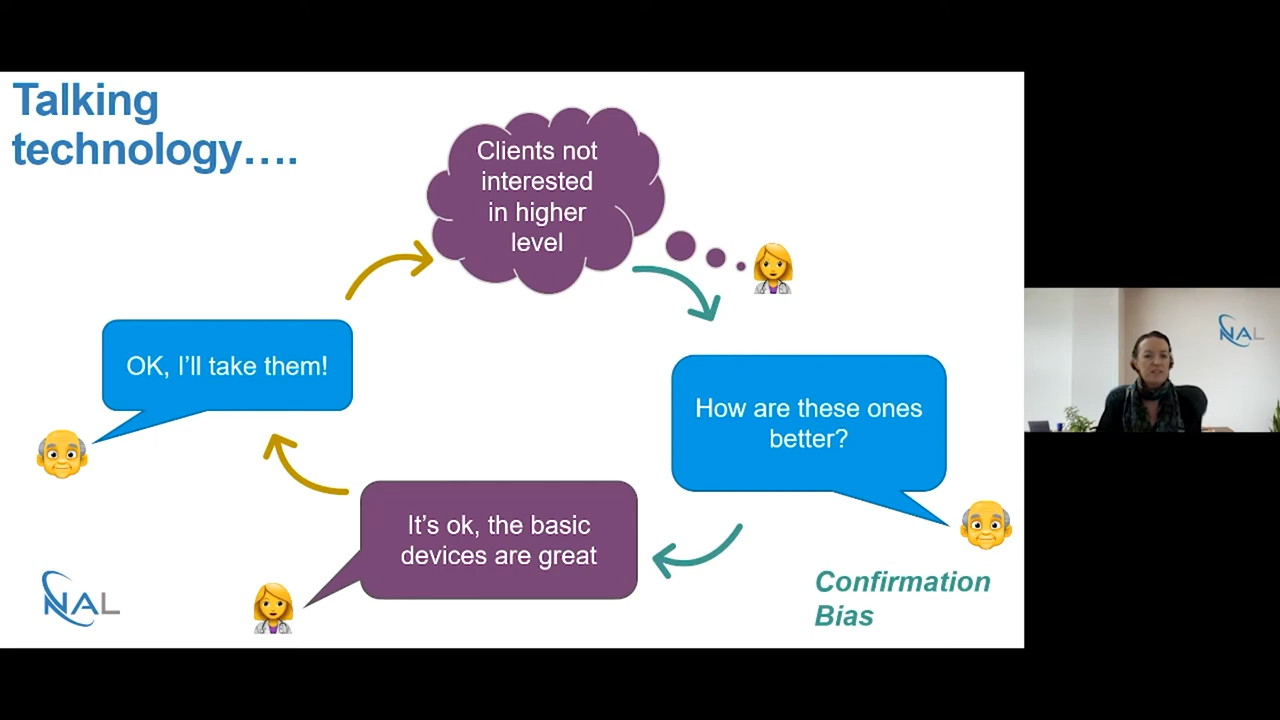 Talking
technology….
Clients not
interested
in higher
level
How are these ones
better?
It’s ok, the basic
devices are great
OK, I’ll take them!
Confirmation
Bias
NAL
NAL